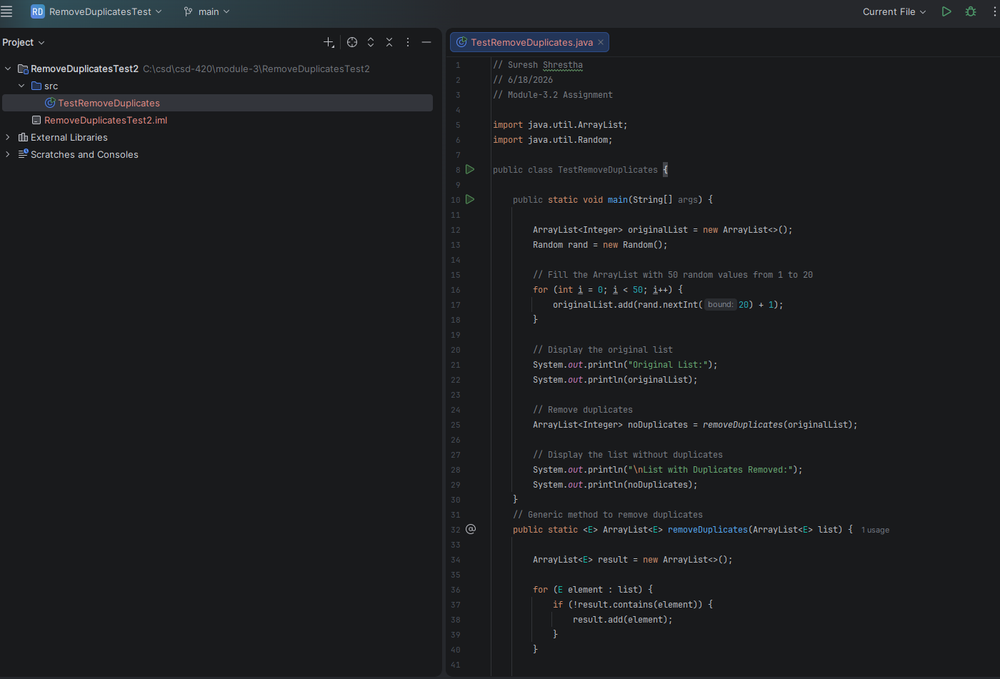 RD RemoveDuplicatesTest main Current File
Project
RemoveDuplicatesTest2 C:\csd\csd-420\module-3\RemoveDuplicatesTest2
src
TestRemoveDuplicates
RemoveDuplicatesTest2.iml
External Libraries
Scratches and Consoles
TestRemoveDuplicates.java
1 // Suresh Shrestha
2 // 6/18/2026
3 // Module-3.2 Assignment
4
5 import java.util.ArrayList;
6 import java.util.Random;
7
8 public class TestRemoveDuplicates {
9
10 public static void main(String[] args) {
11
12 ArrayList<Integer> originalList = new ArrayList<>();
13 Random rand = new Random();
14
15 // Fill the ArrayList with 50 random values from 1 to 20
16 for (int i = 0; i < 50; i++) {
17 originalList.add(rand.nextInt( bound: 20) + 1);
18 }
19
20 // Display the original list
21 System.out.println("Original List:");
22 System.out.println(originalList);
23
24 // Remove duplicates
25 ArrayList<Integer> noDuplicates = removeDuplicates(originalList);
26
27 // Display the list without duplicates
28 System.out.println("\nList with Duplicates Removed:");
29 System.out.println(noDuplicates);
30 }
31 // Generic method to remove duplicates
32 @ public static <E> ArrayList<E> removeDuplicates(ArrayList<E> list) { 1 usage
33
34 ArrayList<E> result = new ArrayList<>();
35
36 for (E element : list) {
37 if (!result.contains(element)) {
38 result.add(element);
39 }
40 }
41